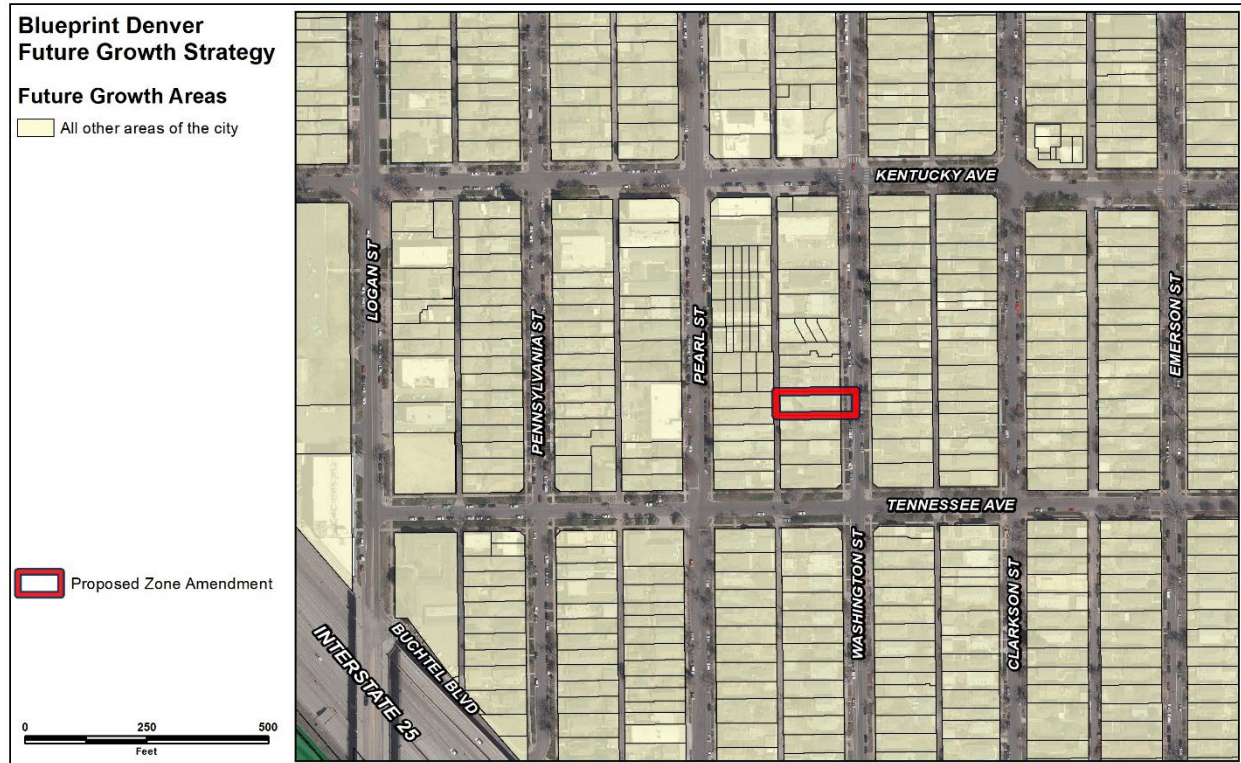 Blueprint Denver
Future Growth Strategy
Future Growth Areas
All other areas of the city
Proposed Zone Amendment
0 250 500
Feet
KENTUCKY AVE
LOGAN ST
PENNSYLVANIA ST
PEARL ST
EMERSON ST
TENNESSEE AVE
WASHINGTON ST
CLARKSON ST
BUCHTEL BLVD
INTERSTATE 25